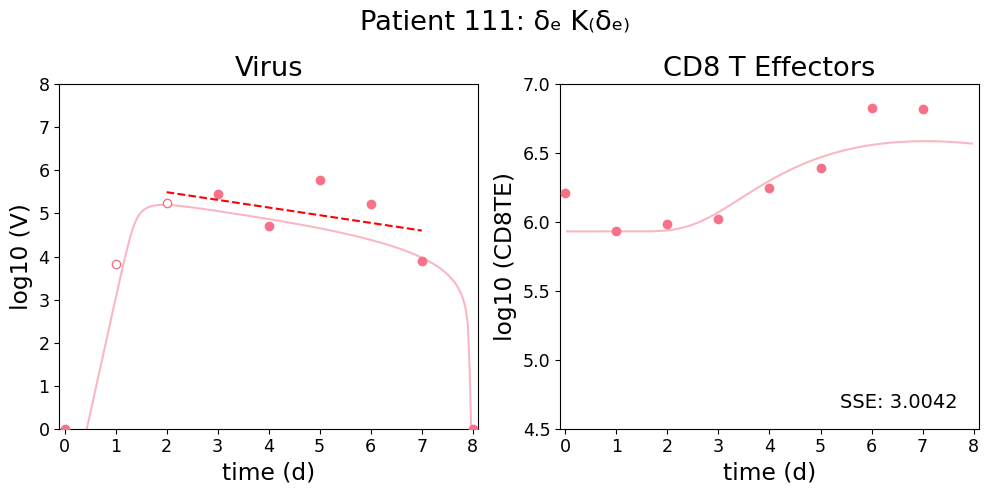 Patient 111: δₑ K₍δₑ₎
Virus
CD8 T Effectors
log10 (V)
8
7
6
5
4
3
2
1
0
0 1 2 3 4 5 6 7 8
time (d)
log10 (CD8TE)
7.0
6.5
6.0
5.5
5.0
4.5
SSE: 3.0042
0 1 2 3 4 5 6 7 8
time (d)